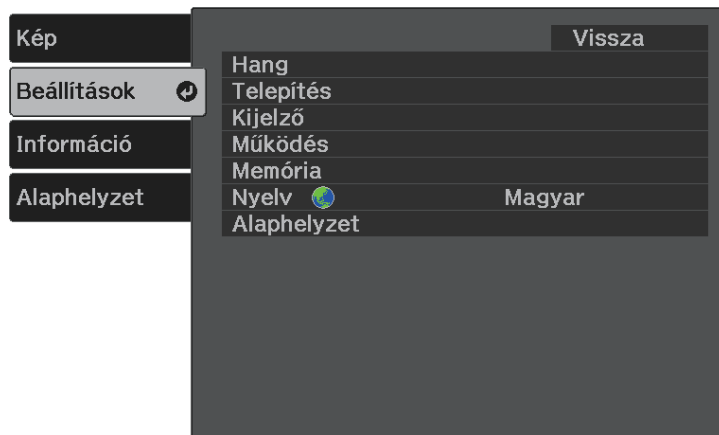 Kép
Beállítások
Információ
Alaphelyzet
Vissza
Hang
Telepítés
Kijelző
Működés
Memória
Nyelv Magyar
Alaphelyzet